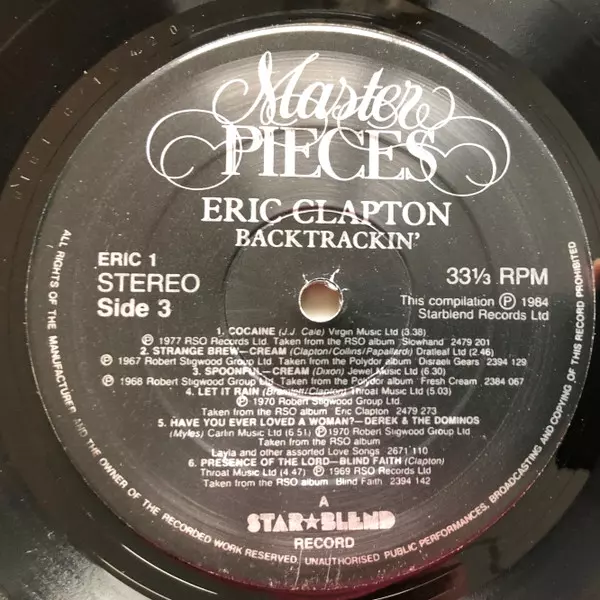 Master
PIECES
ERIC CLAPTON
BACKTRACKIN'
ERIC 1
STEREO
Side 3
33⅓ RPM
This compilation ℗ 1984
Starblend Records Ltd
1. COCAINE (J.J. Cale) Virgin Music Ltd (3.38)
℗ 1977 RSO Records Ltd. Taken from the RSO album Slowhand 2479 201
2. STRANGE BREW–CREAM (Clapton/Collins/Papallardi) Dratleaf Ltd (2.46)
℗ 1967 Robert Stigwood Group Ltd. Taken from the Polydor album Disraeli Gears 2394 129
3. SPOONFUL–CREAM (Dixon) Jewel Music Ltd (6.30)
℗ 1968 Robert Stigwood Group Ltd. Taken from the Polydor album Fresh Cream 2384 067
4. LET IT RAIN (Bramlett/Clapton) Throat Music Ltd (5.03)
℗ 1970 Robert Stigwood Group Ltd.
Taken from the RSO album Eric Clapton 2479 273
5. HAVE YOU EVER LOVED A WOMAN?–DEREK & THE DOMINOS
(Myles) Carlin Music Ltd (6.51) ℗ 1970 Robert Stigwood Group Ltd
Taken from the RSO album
Layla and other assorted Love Songs 2671 110
6. PRESENCE OF THE LORD–BLIND FAITH (Clapton)
Throat Music Ltd (4.47) ℗ 1969 RSO Records Ltd
Taken from the RSO album Blind Faith 2394 142
A
STAR★BLEND
RECORD
ALL RIGHTS OF THE MANUFACTURER AND THE OWNER OF THE RECORDED WORK RESERVED. UNAUTHORISED PUBLIC PERFORMANCES, BROADCASTING AND COPYING OF THIS RECORD PROHIBITED